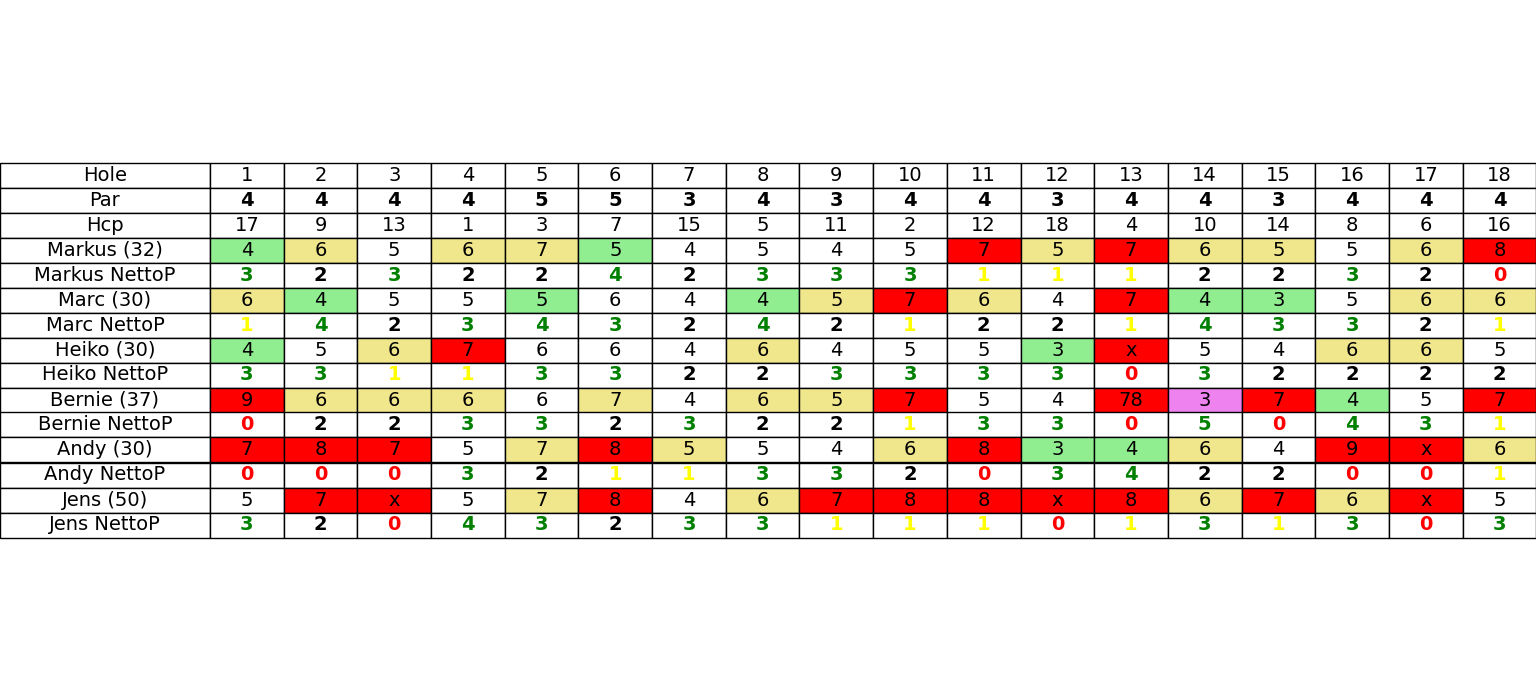 Hole 1 2 3 4 5 6 7 8 9 10 11 12 13 14 15 16 17 18
Par 4 4 4 4 5 5 3 4 3 4 4 3 4 4 3 4 4 4
Hcp 17 9 13 1 3 7 15 5 11 2 12 18 4 10 14 8 6 16
Markus (32) 4 6 5 6 7 5 4 5 4 5 7 5 7 6 5 5 6 8
Markus NettoP 3 2 3 2 2 4 2 3 3 3 1 1 1 2 2 3 2 0
Marc (30) 6 4 5 5 5 6 4 4 5 7 6 4 7 4 3 5 6 6
Marc NettoP 1 4 2 3 4 3 2 4 2 1 2 2 1 4 3 3 2 1
Heiko (30) 4 5 6 7 6 6 4 6 4 5 5 3 x 5 4 6 6 5
Heiko NettoP 3 3 1 1 3 3 2 2 3 3 3 3 0 3 2 2 2 2
Bernie (37) 9 6 6 6 6 7 4 6 5 7 5 4 78 3 7 4 5 7
Bernie NettoP 0 2 2 3 3 2 3 2 2 1 3 3 0 5 0 4 3 1
Andy (30) 7 8 7 5 7 8 5 5 4 6 8 3 4 6 4 9 x 6
Andy NettoP 0 0 0 3 2 1 1 3 3 2 0 3 4 2 2 0 0 1
Jens (50) 5 7 x 5 7 8 4 6 7 8 8 x 8 6 7 6 x 5
Jens NettoP 3 2 0 4 3 2 3 3 1 1 1 0 1 3 1 3 0 3